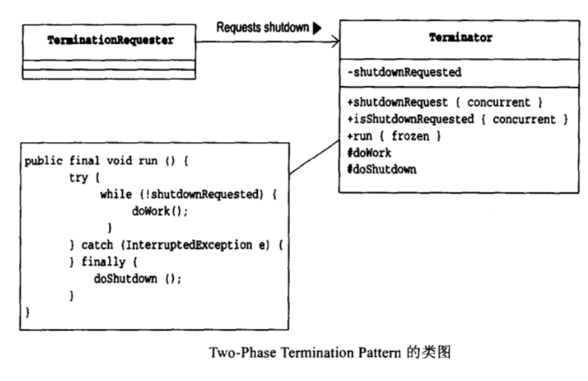 Requests shutdown ▶
TerminationRequester
Terminator
-shutdownRequested
+shutdownRequest { concurrent }
+isShutdownRequested { concurrent }
+run { frozen }
#doWork
#doShutdown
public final void run () {
try {
while (!shutdownRequested) {
doWork();
}
} catch (InterruptedException e) {
} finally {
doShutdown ();
}
}
Two-Phase Termination Pattern 的类图